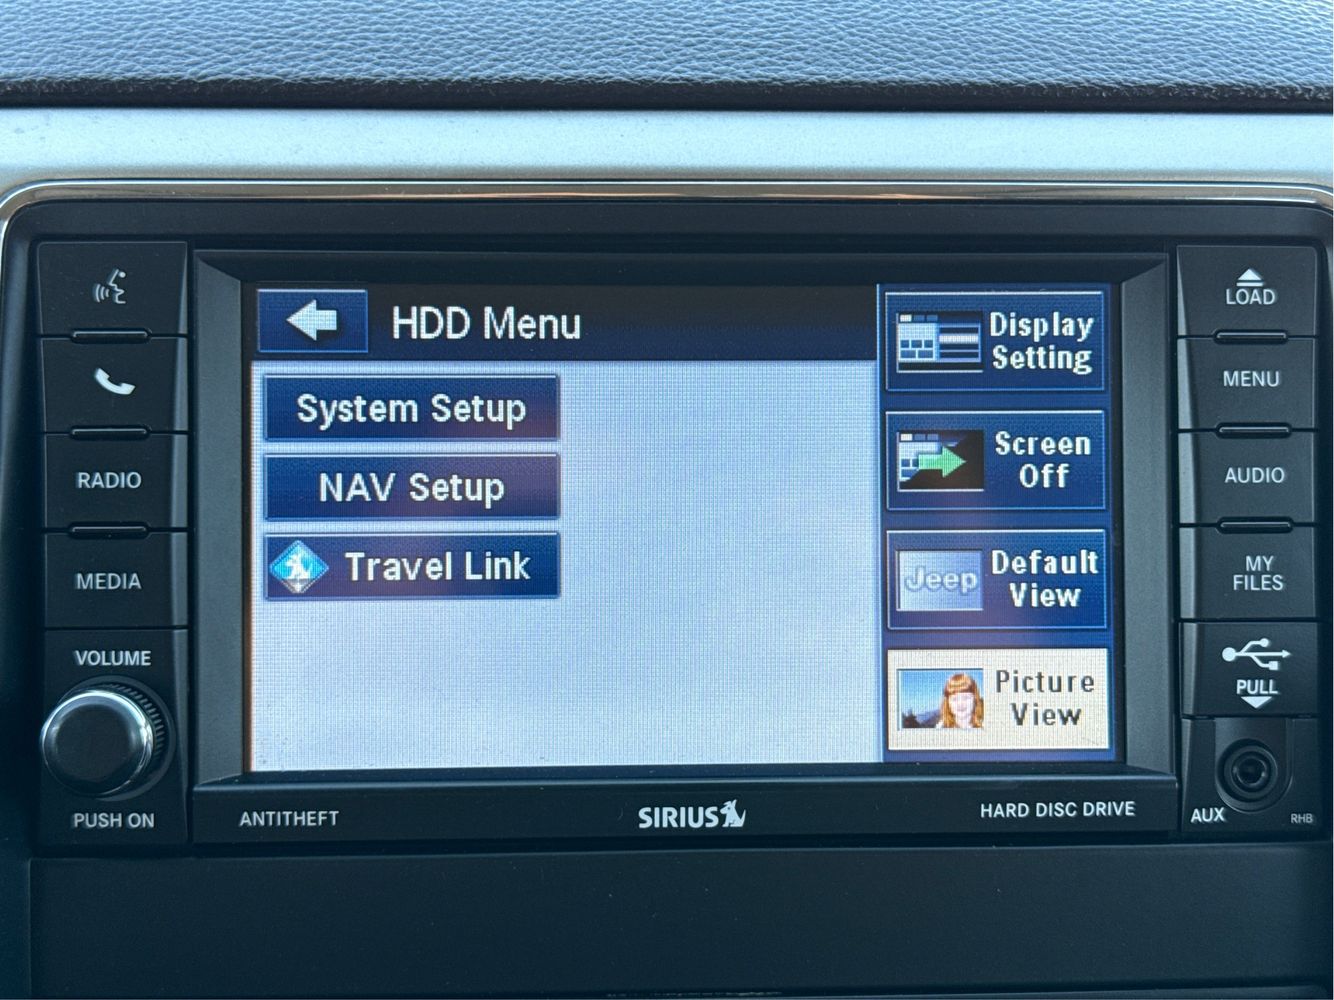 HDD Menu
System Setup
NAV Setup
Travel Link
Display
Setting
Screen
Off
Jeep
Default
View
Picture
View
RADIO
MEDIA
VOLUME
PUSH ON
LOAD
MENU
AUDIO
MY
FILES
PULL
AUX
RHB
ANTITHEFT
SIRIUS
HARD DISC DRIVE